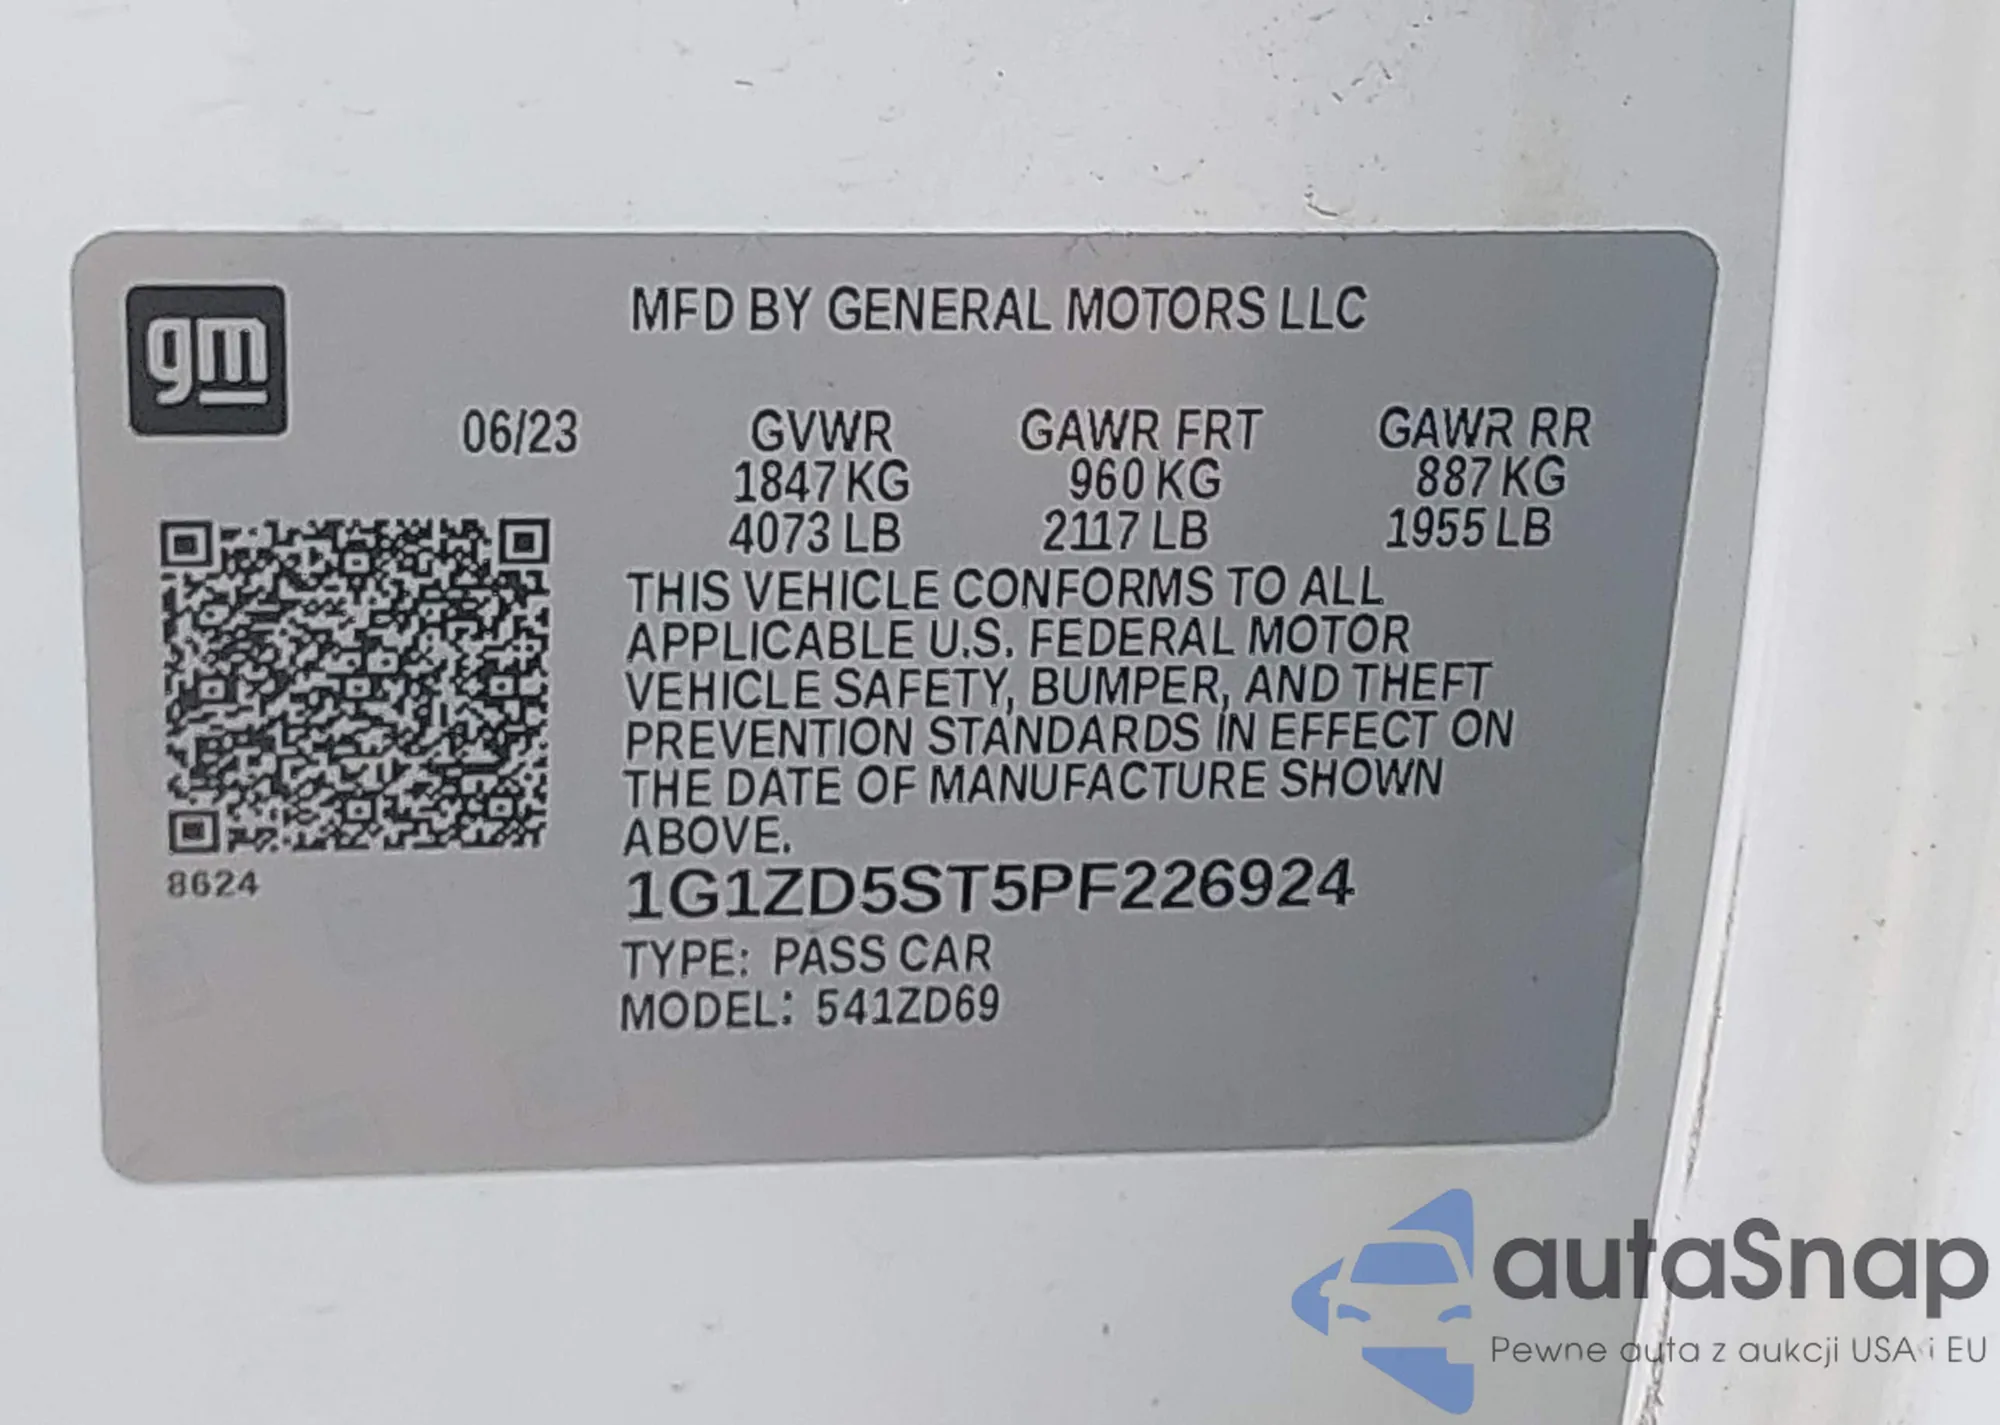 gm
MFD BY GENERAL MOTORS LLC
06/23 GVWR GAWR FRT GAWR RR
1847 KG 960 KG 887 KG
4073 LB 2117 LB 1955 LB
THIS VEHICLE CONFORMS TO ALL
APPLICABLE U.S. FEDERAL MOTOR
VEHICLE SAFETY, BUMPER, AND THEFT
PREVENTION STANDARDS IN EFFECT ON
THE DATE OF MANUFACTURE SHOWN
ABOVE.
8624
1G1ZD5ST5PF226924
TYPE: PASS CAR
MODEL: 541ZD69
autaSnap
Pewne auta z aukcji USA i EU